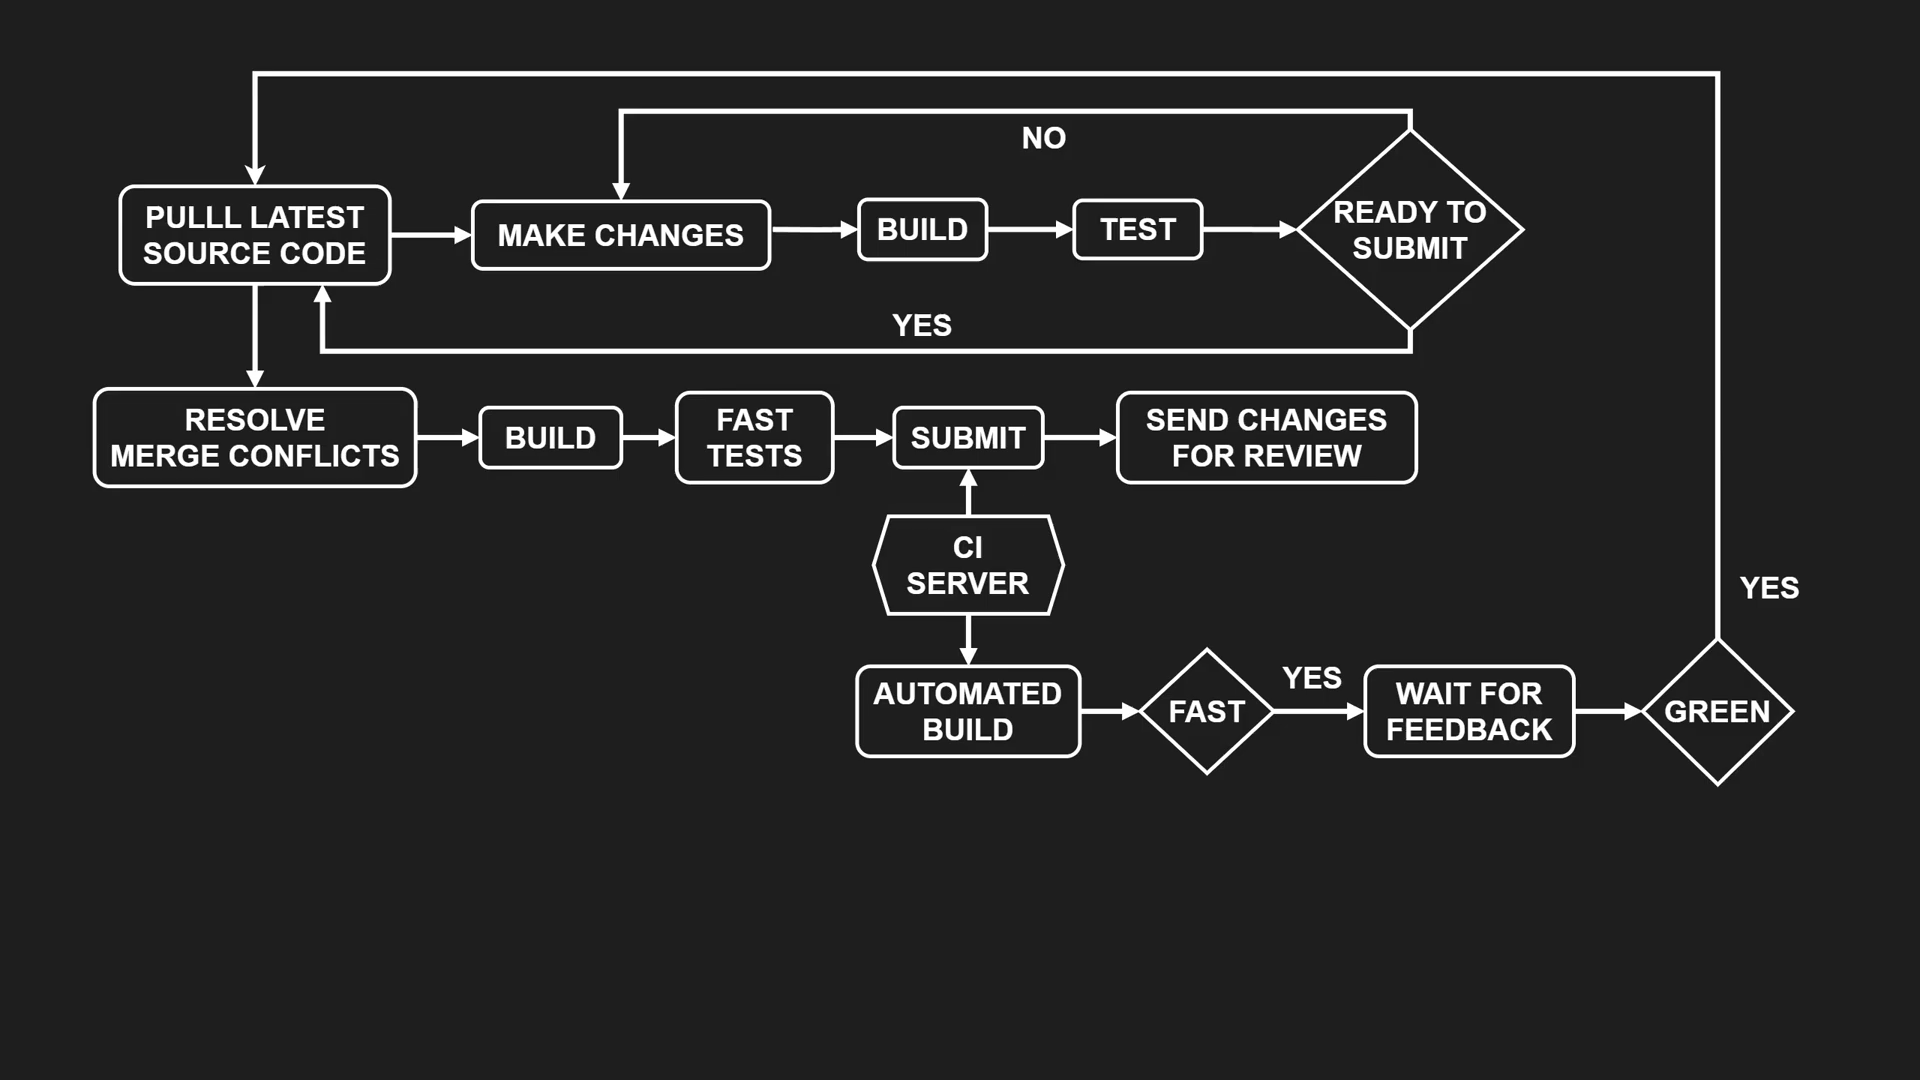 NO
PULLL LATEST
SOURCE CODE
MAKE CHANGES
BUILD
TEST
READY TO
SUBMIT
YES
RESOLVE
MERGE CONFLICTS
BUILD
FAST
TESTS
SUBMIT
SEND CHANGES
FOR REVIEW
CI
SERVER
YES
AUTOMATED
BUILD
FAST
YES
WAIT FOR
FEEDBACK
GREEN